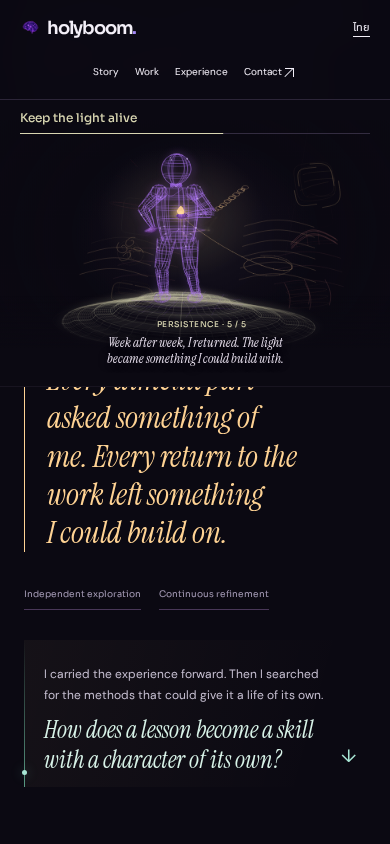 holyboom.
ไทย
Story
Work
Experience
Contact
Keep the light alive
PERSISTENCE · 5 / 5
Week after week, I returned. The light
became something I could build with.
asked something of
me. Every return to the
work left something
I could build on.
Independent exploration
Continuous refinement
I carried the experience forward. Then I searched
for the methods that could give it a life of its own.
How does a lesson become a skill
with a character of its own?